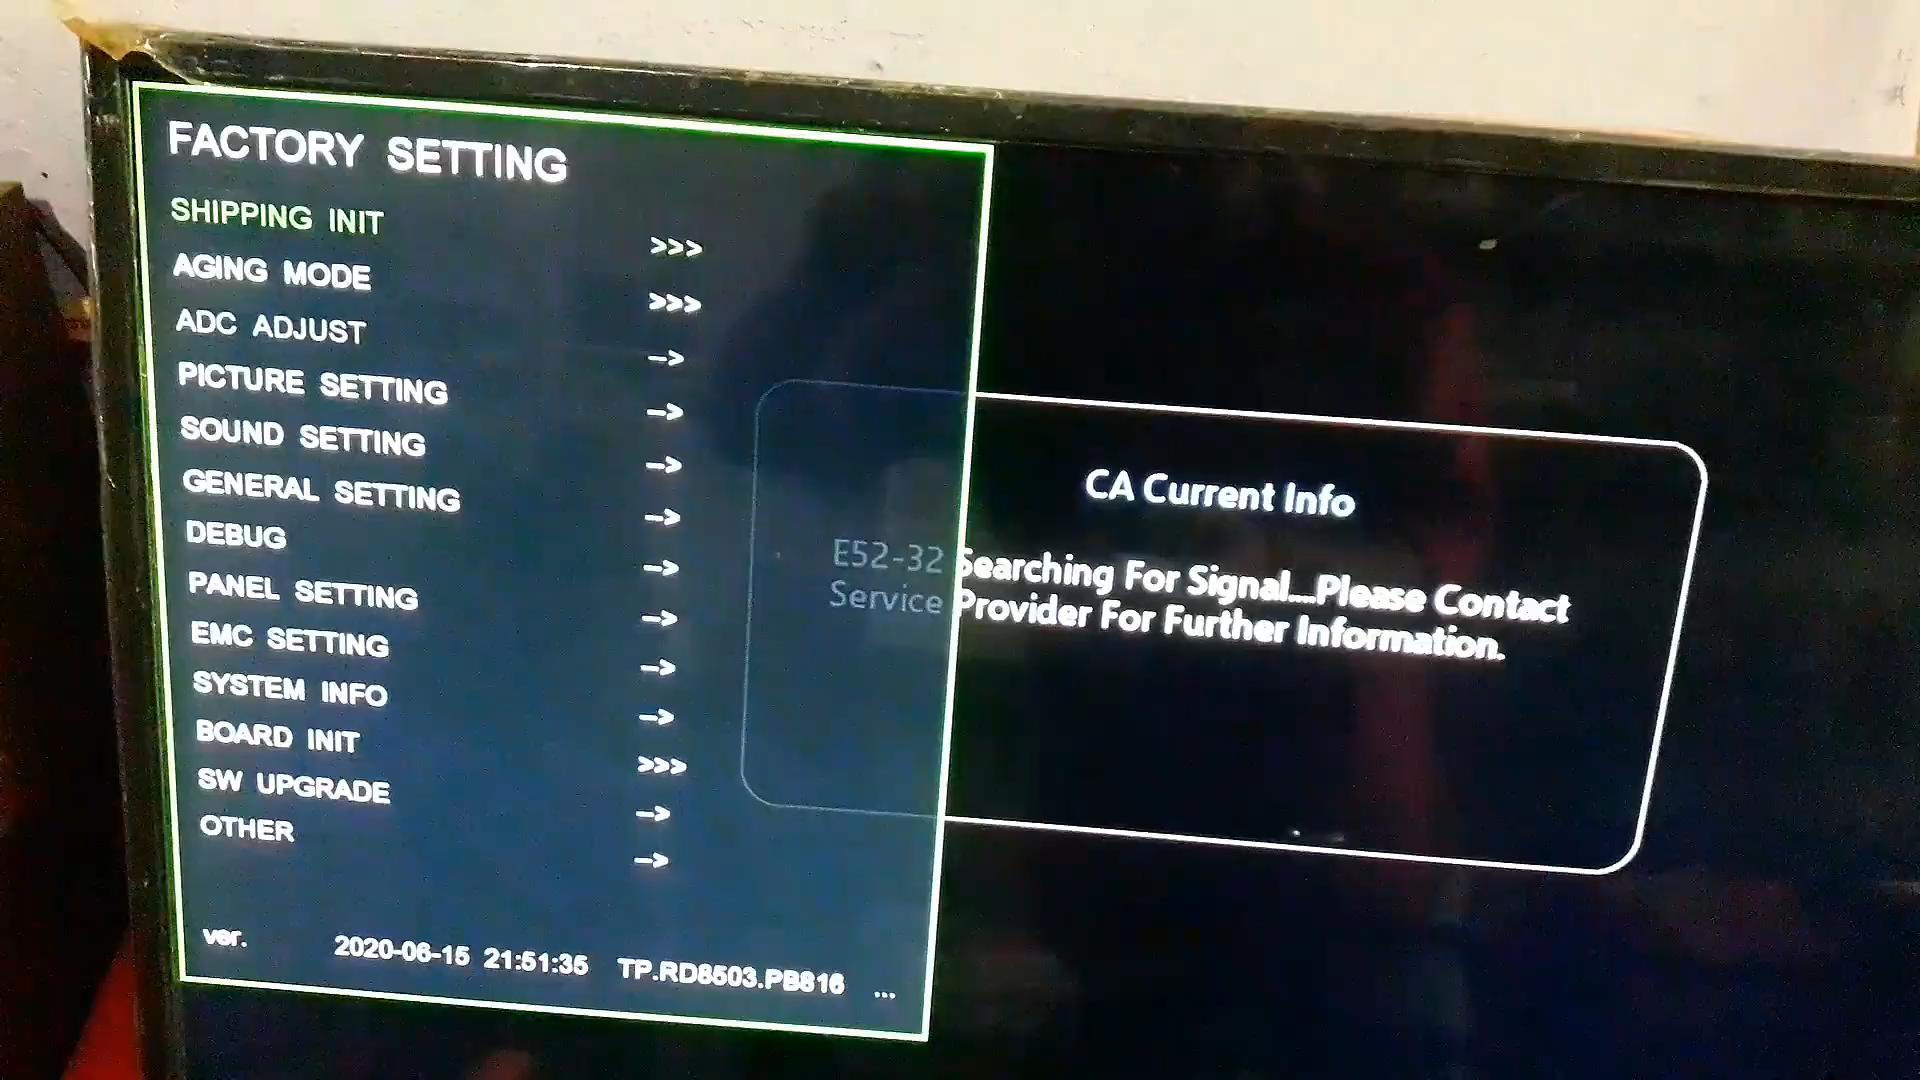 FACTORY SETTING
SHIPPING INIT >>>
AGING MODE >>>
ADC ADJUST -->
PICTURE SETTING -->
SOUND SETTING -->
GENERAL SETTING -->
DEBUG -->
PANEL SETTING -->
EMC SETTING -->
SYSTEM INFO -->
BOARD INIT >>>
SW UPGRADE -->
OTHER -->
ver. 2020-06-15 21:51:35 TP.RD8503.PB816 ...
CA Current Info
E52-32 Searching For Signal....Please Contact
Service Provider For Further Information.